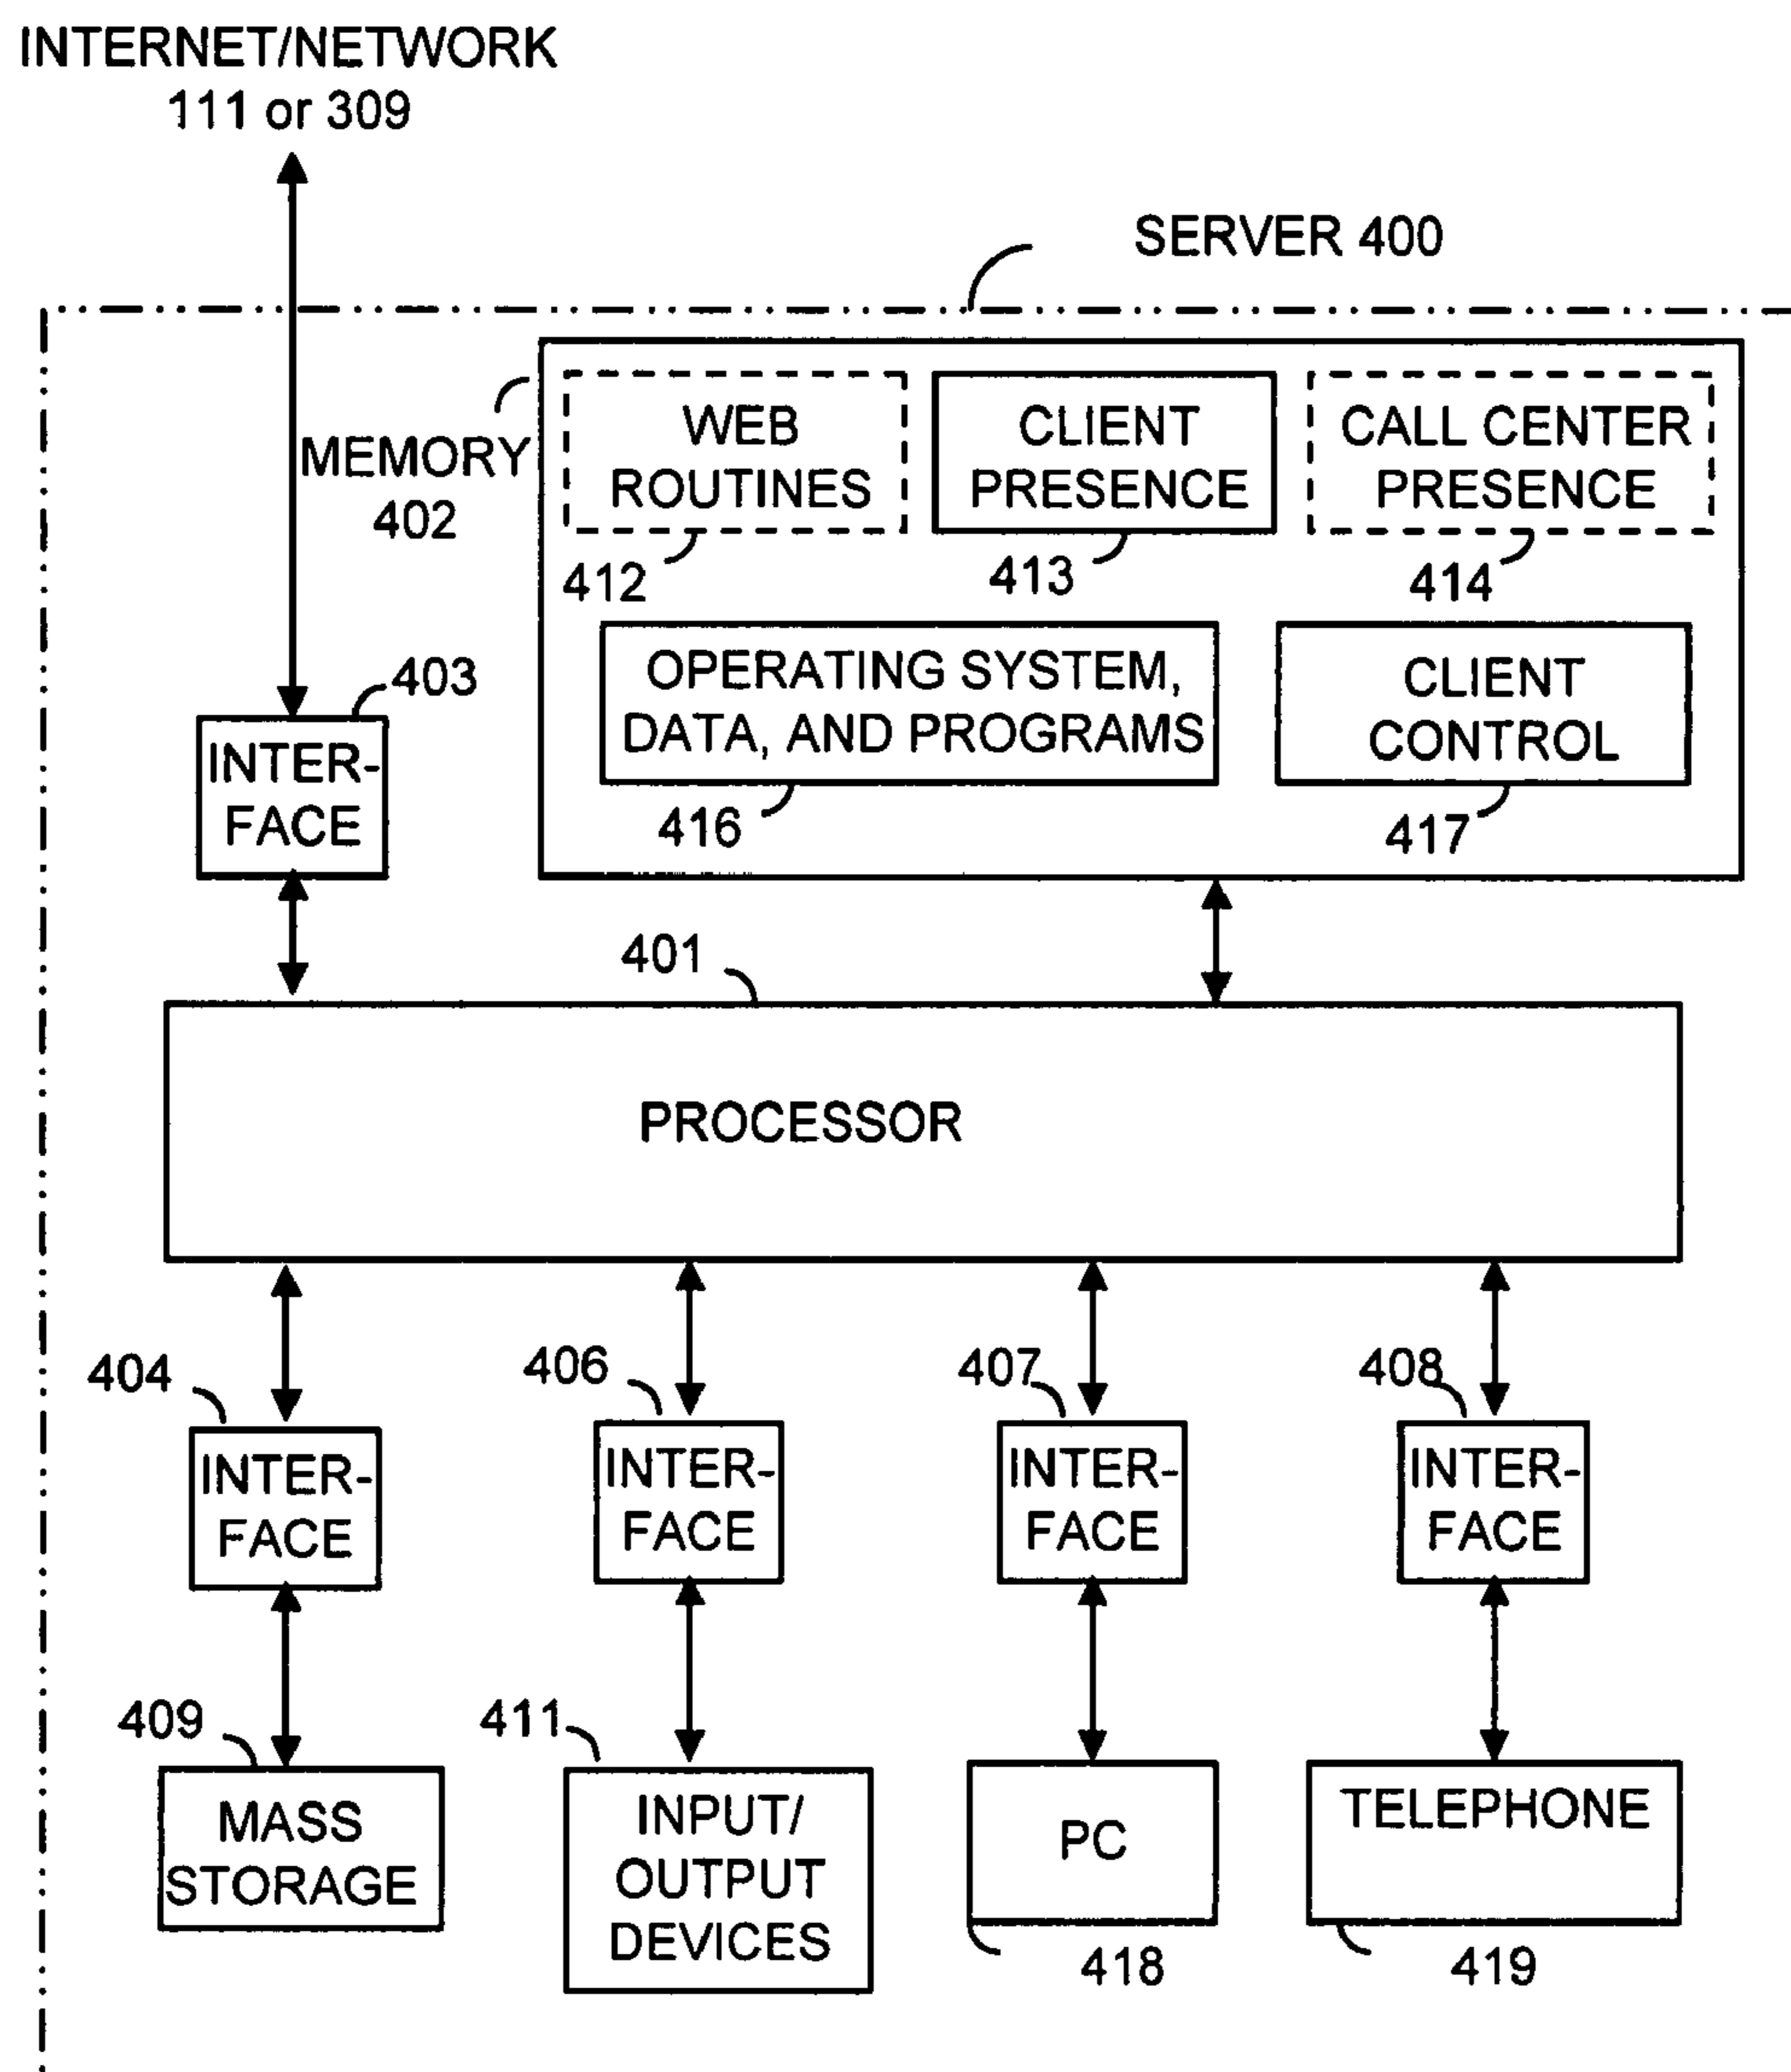 INTERNET/NETWORK
111 or 309
SERVER 400
MEMORY
402
WEB
ROUTINES
412
CLIENT
PRESENCE
413
CALL CENTER
PRESENCE
414
OPERATING SYSTEM,
DATA, AND PROGRAMS
416
CLIENT
CONTROL
417
403
INTER-
FACE
401
PROCESSOR
404
INTER-
FACE
406
INTER-
FACE
407
INTER-
FACE
408
INTER-
FACE
409
MASS
STORAGE
411
INPUT/
OUTPUT
DEVICES
PC
418
TELEPHONE
419